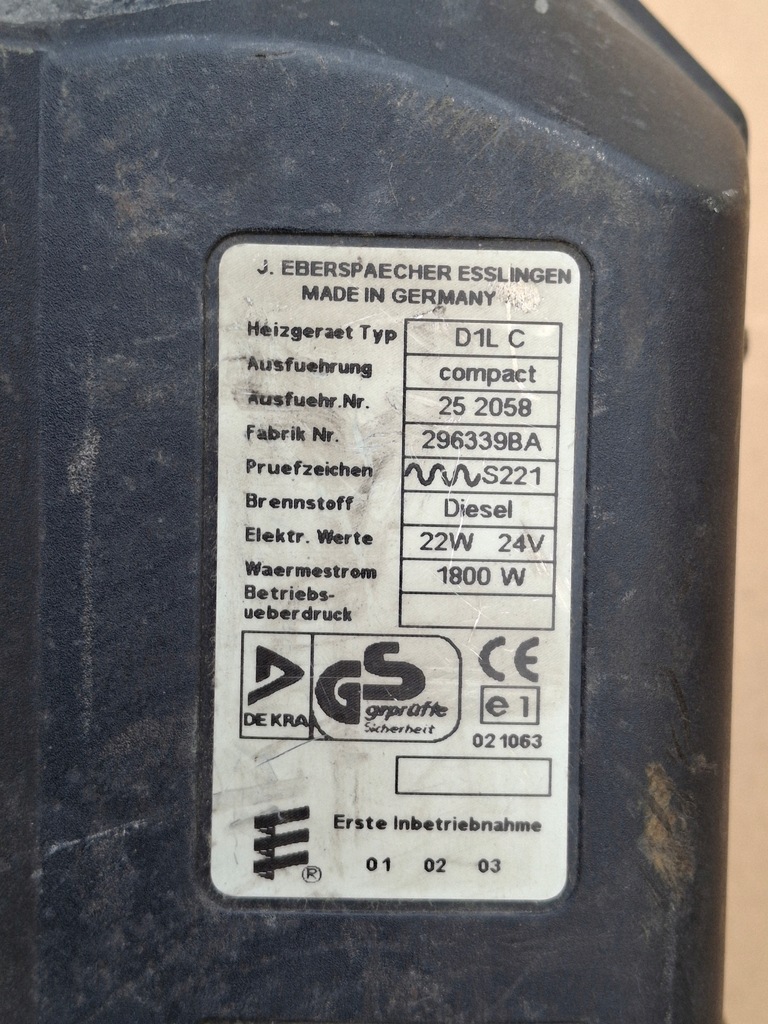 J. EBERSPAECHER ESSLINGEN
MADE IN GERMANY
Heizgeraet Typ D1L C
Ausfuehrung compact
Ausfuehr.Nr. 25 2058
Fabrik Nr. 296339BA
Pruefzeichen S221
Brennstoff Diesel
Elektr. Werte 22W 24V
Waermestrom 1800 W
Betriebs-
ueberdruck
DEKRA
GS
geprüfte
Sicherheit
CE
e1
021063
Erste Inbetriebnahme
®
01 02 03